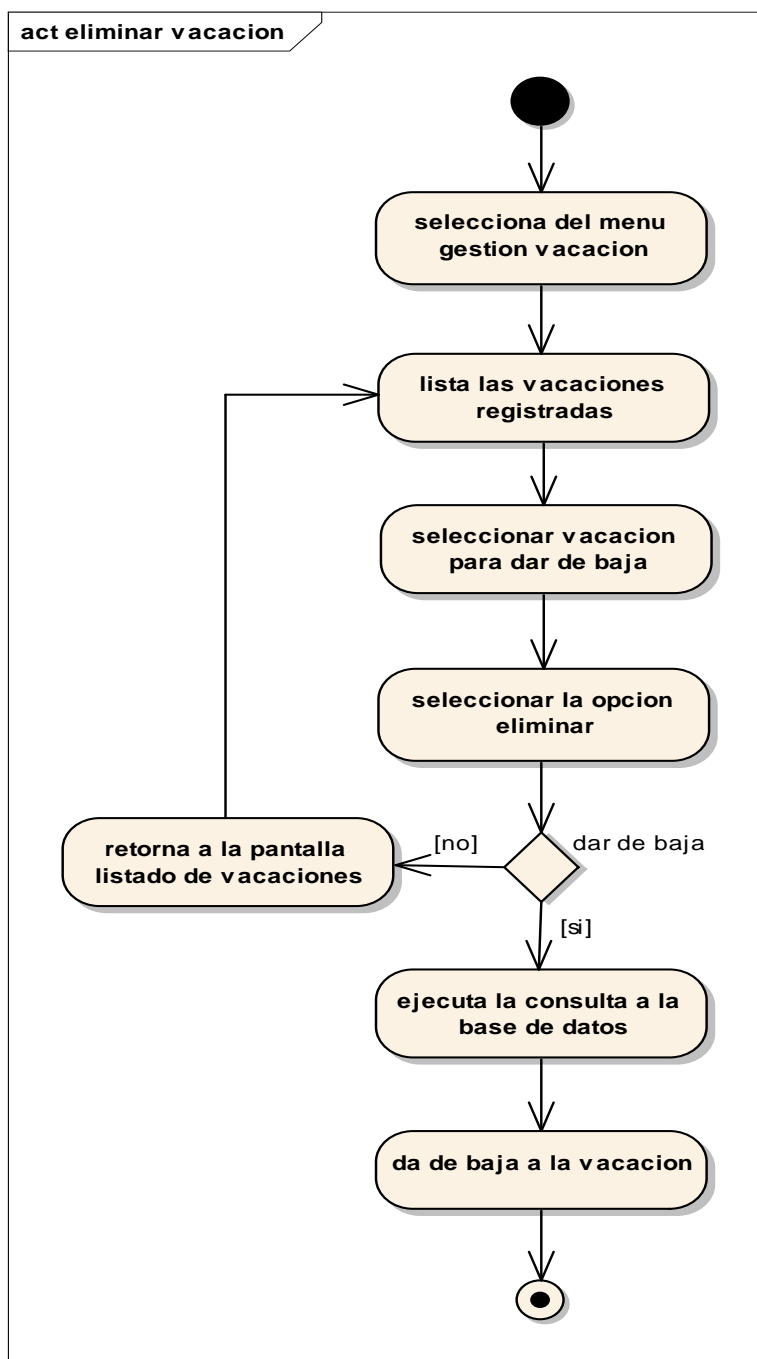 act eliminar vacacion
selecciona del menu
gestion vacacion
lista las vacaciones
registradas
seleccionar vacacion
para dar de baja
seleccionar la opcion
eliminar
[no]
dar de baja
retorna a la pantalla
listado de vacaciones
[si]
ejecuta la consulta a la
base de datos
da de baja a la vacacion